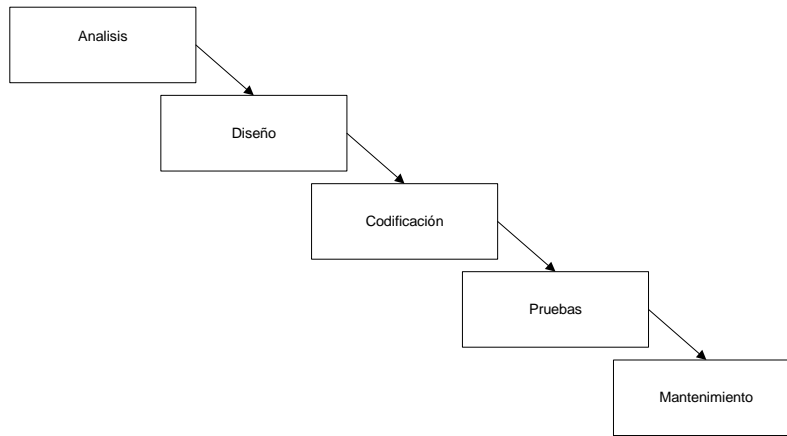 Analisis
Diseño
Codificación
Pruebas
Mantenimiento